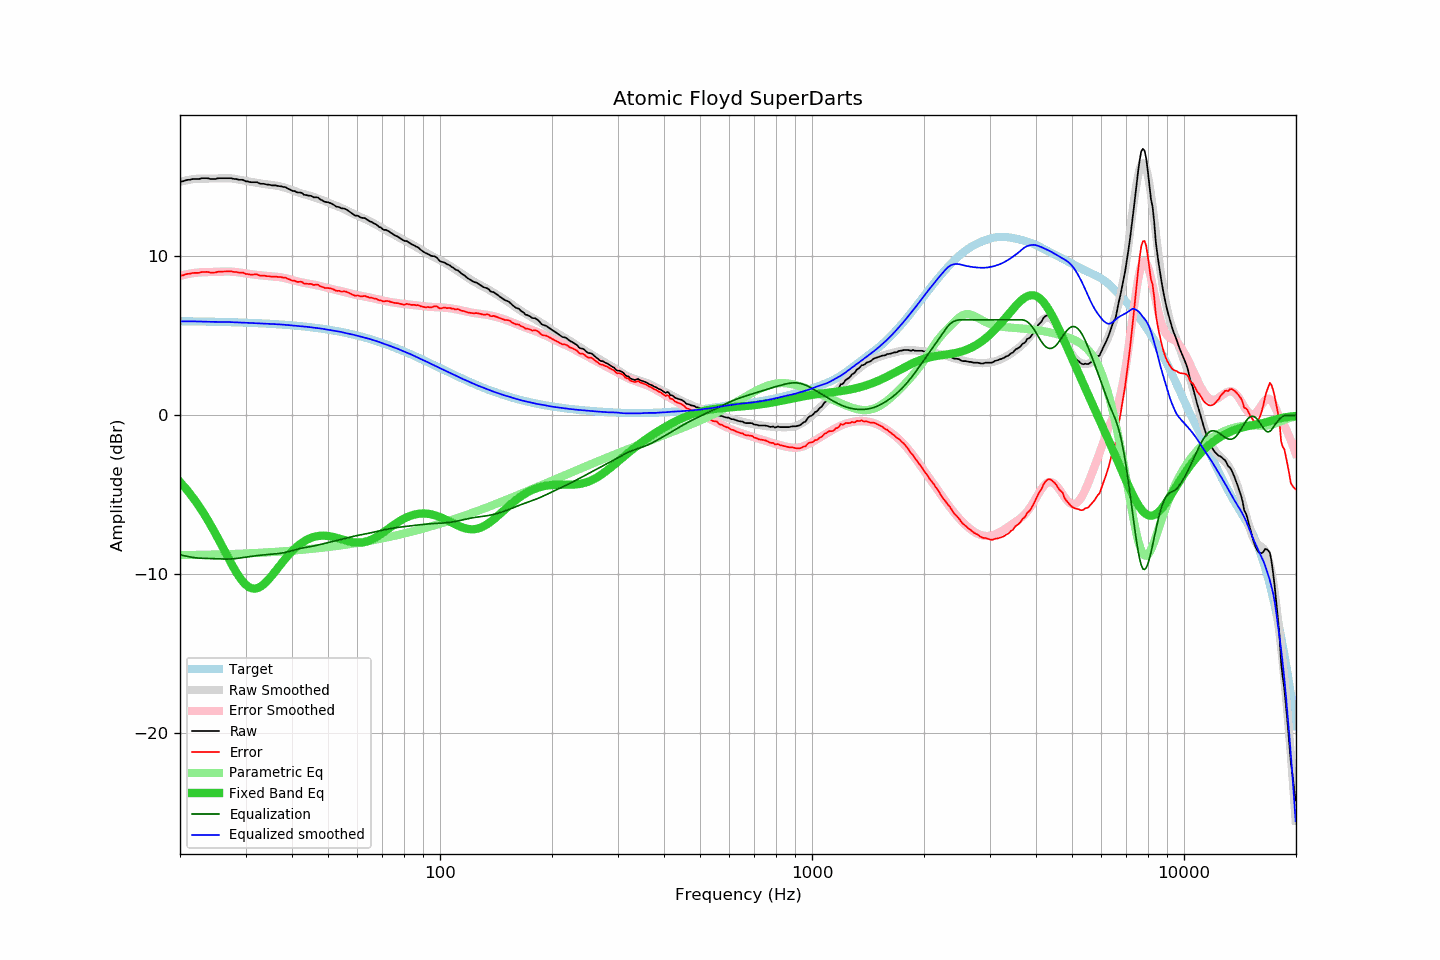 Atomic Floyd SuperDarts
10
0
−10
−20
Amplitude (dBr)
Target
Raw Smoothed
Error Smoothed
Raw
Error
Parametric Eq
Fixed Band Eq
Equalization
Equalized smoothed
100
1000
10000
Frequency (Hz)